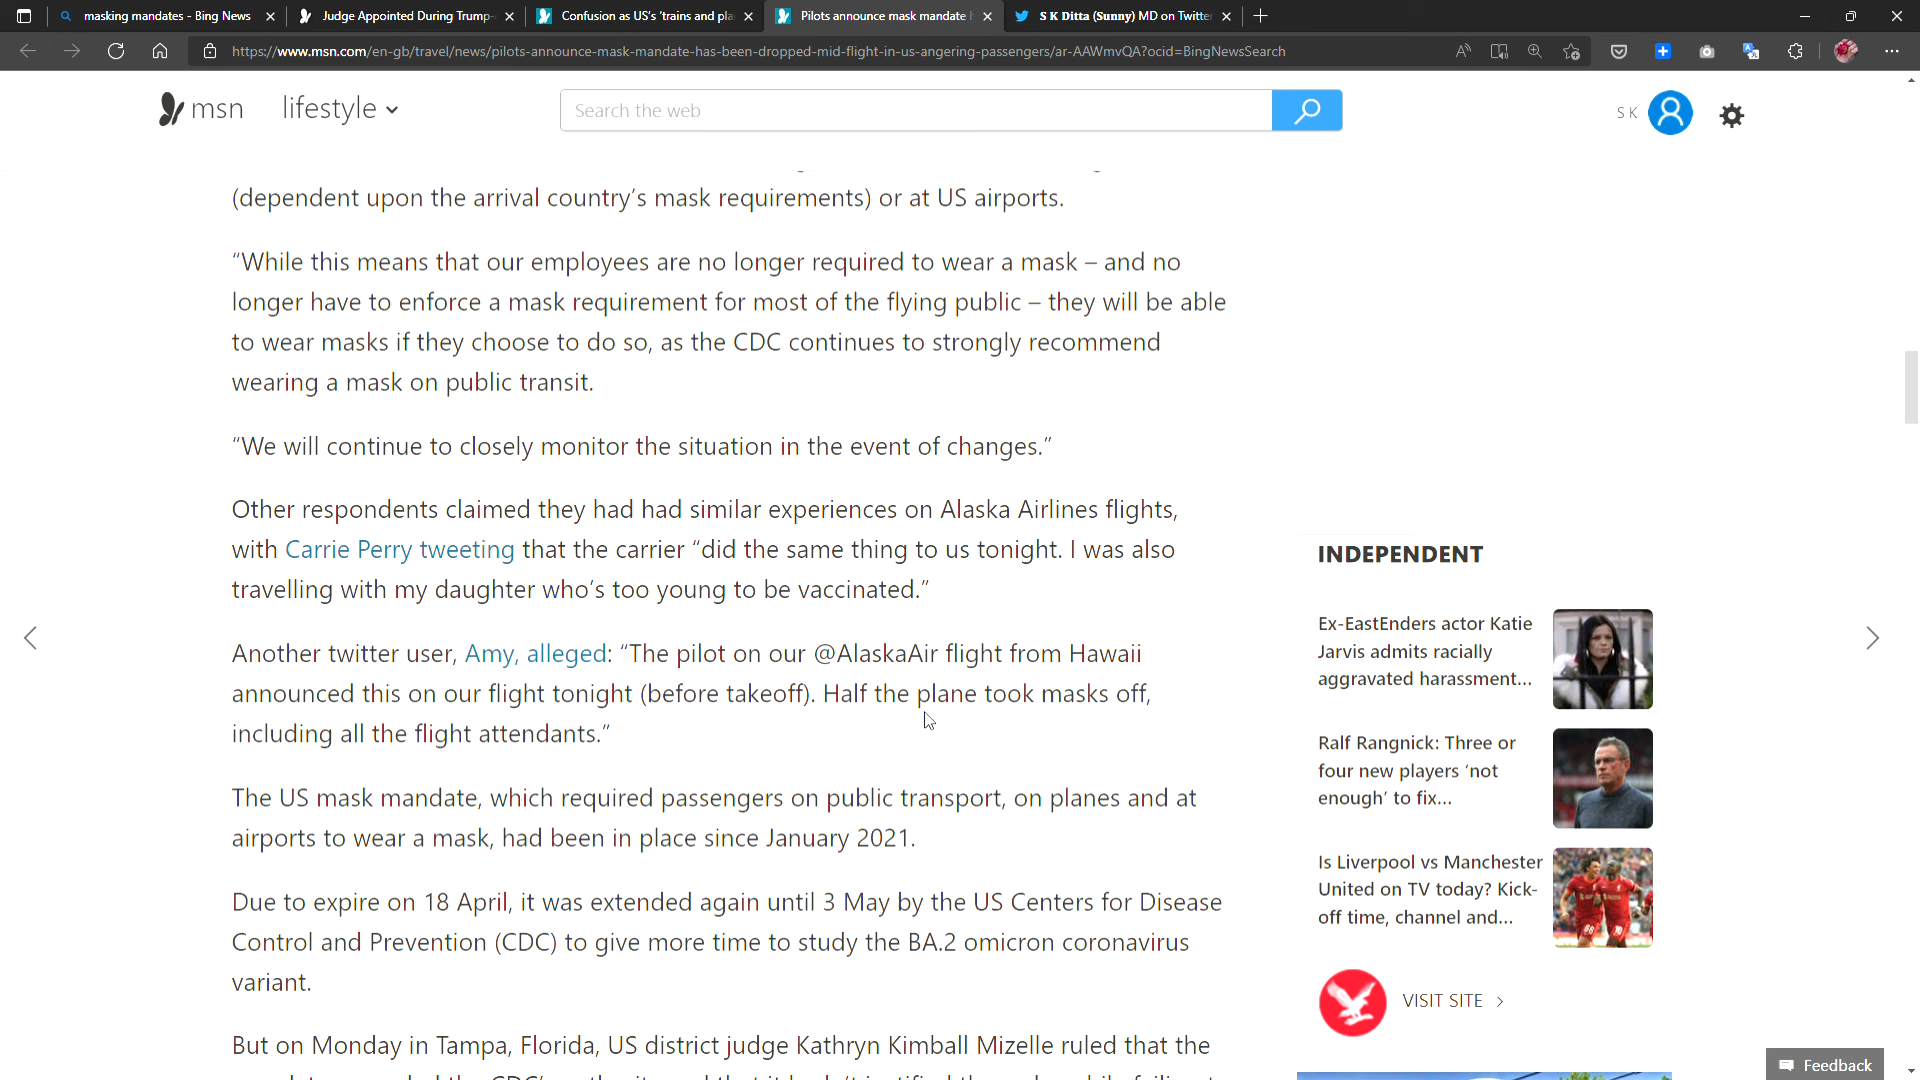 masking mandates - Bing News
Judge Appointed During Trump-
Confusion as US's 'trains and pla
Pilots announce mask mandate
S K Ditta (Sunny) MD on Twitter
https://www.msn.com/en-gb/travel/news/pilots-announce-mask-mandate-has-been-dropped-mid-flight-in-us-angering-passengers/ar-AAWmvQA?ocid=BingNewsSearch
msn lifestyle
Search the web
S K
(dependent upon the arrival country’s mask requirements) or at US airports.
“While this means that our employees are no longer required to wear a mask – and no
longer have to enforce a mask requirement for most of the flying public – they will be able
to wear masks if they choose to do so, as the CDC continues to strongly recommend
wearing a mask on public transit.
“We will continue to closely monitor the situation in the event of changes.”
Other respondents claimed they had had similar experiences on Alaska Airlines flights,
with Carrie Perry tweeting that the carrier “did the same thing to us tonight. I was also
travelling with my daughter who’s too young to be vaccinated.”
Another twitter user, Amy, alleged: “The pilot on our @AlaskaAir flight from Hawaii
announced this on our flight tonight (before takeoff). Half the plane took masks off,
including all the flight attendants.”
The US mask mandate, which required passengers on public transport, on planes and at
airports to wear a mask, had been in place since January 2021.
Due to expire on 18 April, it was extended again until 3 May by the US Centers for Disease
Control and Prevention (CDC) to give more time to study the BA.2 omicron coronavirus
variant.
But on Monday in Tampa, Florida, US district judge Kathryn Kimball Mizelle ruled that the
INDEPENDENT
Ex-EastEnders actor Katie
Jarvis admits racially
aggravated harassment...
Ralf Rangnick: Three or
four new players ‘not
enough’ to fix...
Is Liverpool vs Manchester
United on TV today? Kick-
off time, channel and...
VISIT SITE
Feedback